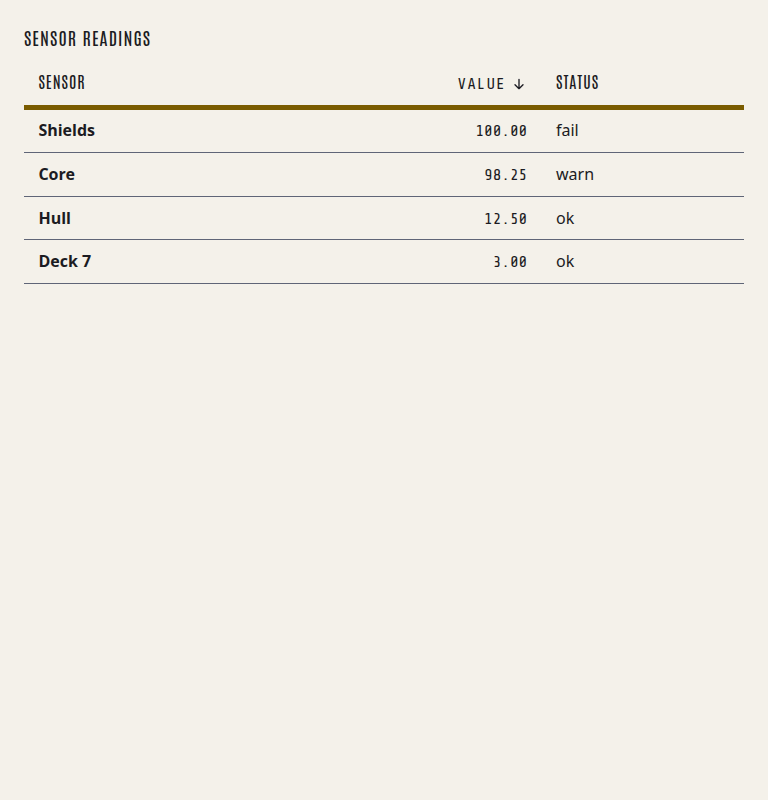 SENSOR READINGS
SENSOR VALUE ↓ STATUS
Shields 100.00 fail
Core 98.25 warn
Hull 12.50 ok
Deck 7 3.00 ok